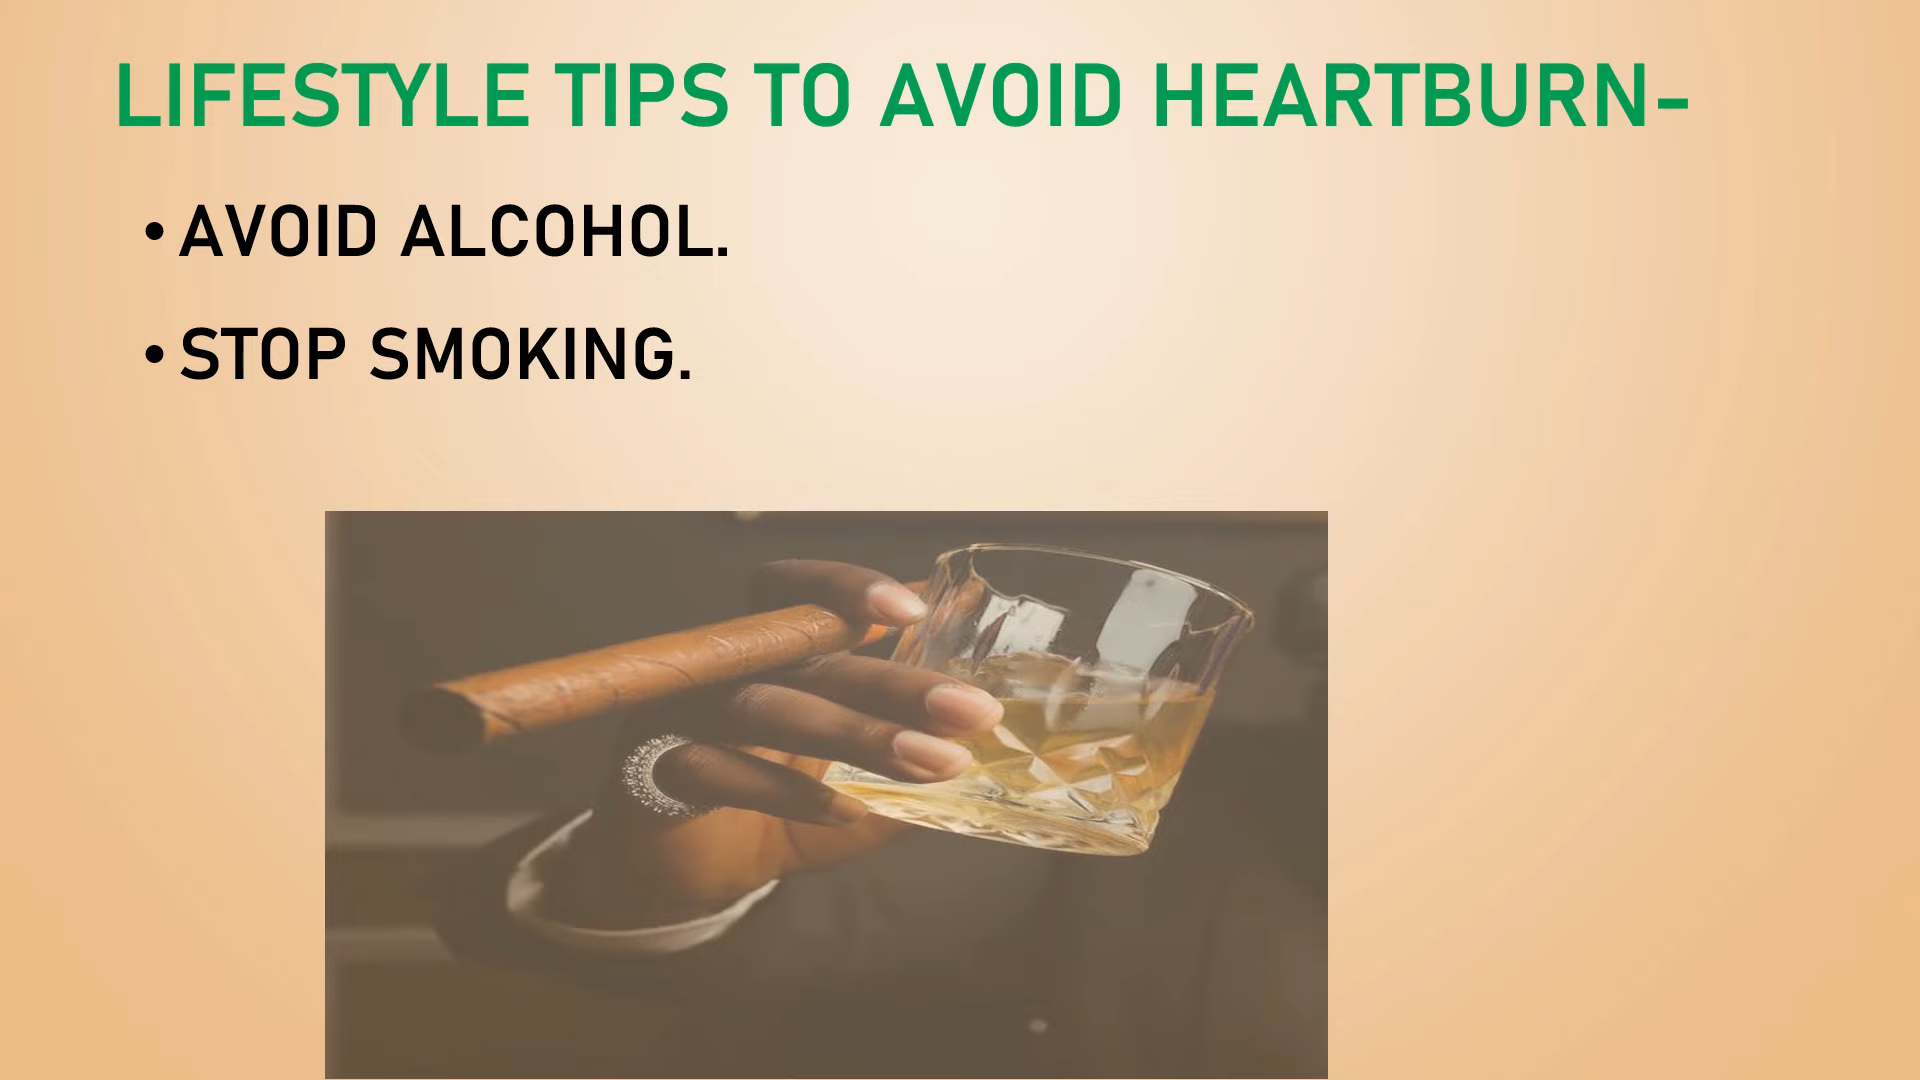 LIFESTYLE TIPS TO AVOID HEARTBURN-
• AVOID ALCOHOL.
• STOP SMOKING.